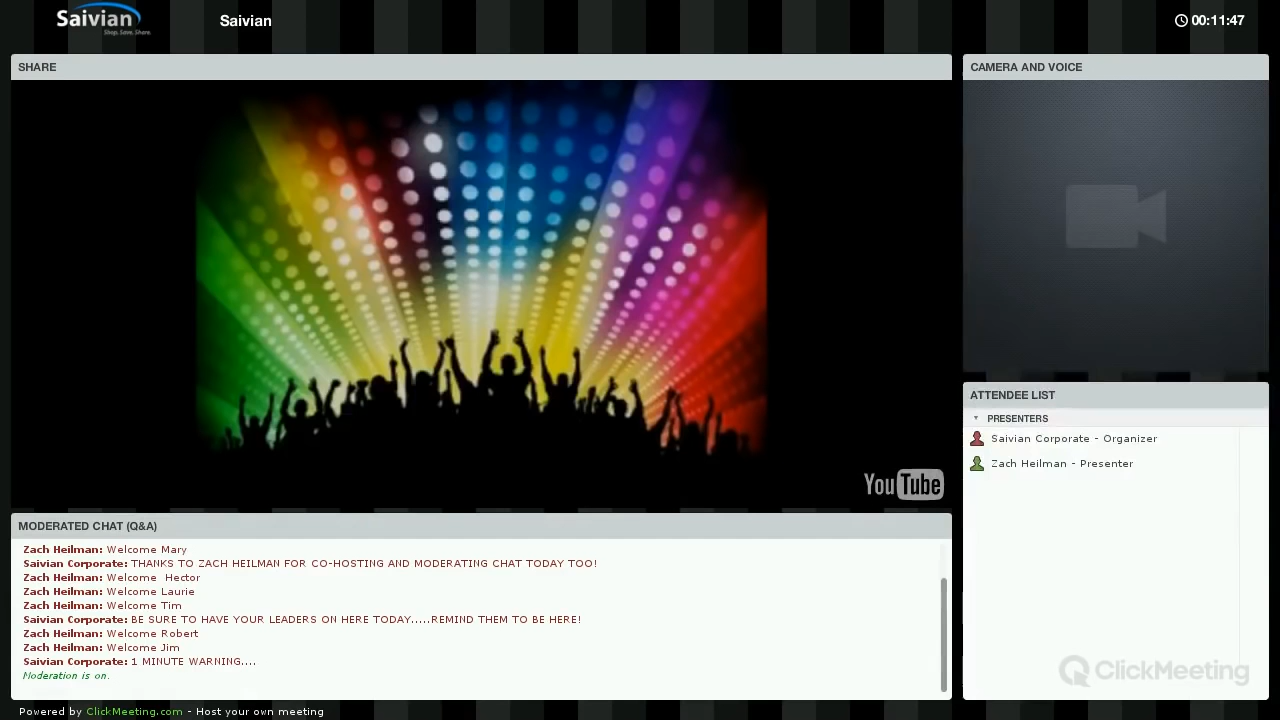 Saivian
Shop. Save. Share.
Saivian
00:11:47
SHARE
CAMERA AND VOICE
YouTube
ATTENDEE LIST
PRESENTERS
Saivian Corporate - Organizer
Zach Heilman - Presenter
MODERATED CHAT (Q&A)
Zach Heilman: Welcome Mary
Saivian Corporate: THANKS TO ZACH HEILMAN FOR CO-HOSTING AND MODERATING CHAT TODAY TOO!
Zach Heilman: Welcome  Hector
Zach Heilman: Welcome Laurie
Zach Heilman: Welcome Tim
Saivian Corporate: BE SURE TO HAVE YOUR LEADERS ON HERE TODAY.....REMIND THEM TO BE HERE!
Zach Heilman: Welcome Robert
Zach Heilman: Welcome Jim
Saivian Corporate: 1 MINUTE WARNING....
Moderation is on.
ClickMeeting
Powered by ClickMeeting.com - Host your own meeting